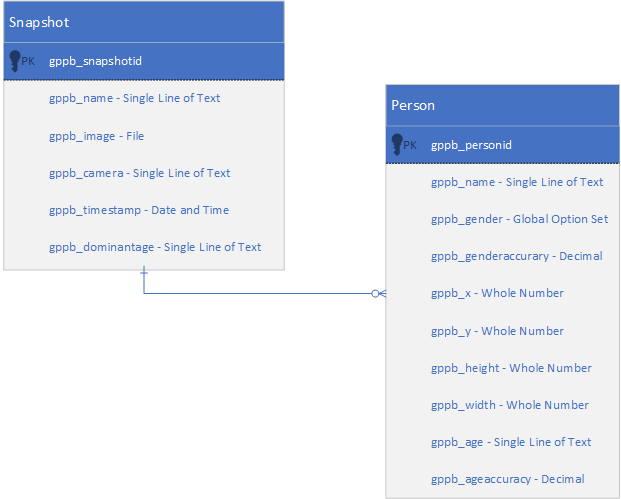 Snapshot
PK gppb_snapshotid
gppb_name - Single Line of Text
gppb_image - File
gppb_camera - Single Line of Text
gppb_timestamp - Date and Time
gppb_dominantage - Single Line of Text
Person
PK gppb_personid
gppb_name - Single Line of Text
gppb_gender - Global Option Set
gppb_genderaccurary - Decimal
gppb_x - Whole Number
gppb_y - Whole Number
gppb_height - Whole Number
gppb_width - Whole Number
gppb_age - Single Line of Text
gppb_ageaccuracy - Decimal